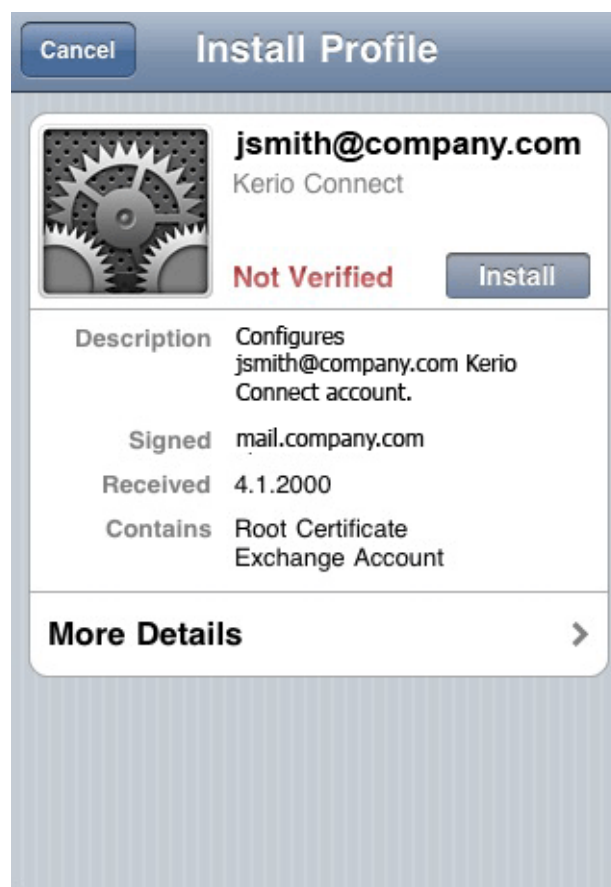 Cancel
Install Profile
jsmith@company.com
Kerio Connect
Not Verified
Install
Description
Configures
jsmith@company.com Kerio
Connect account.
Signed
mail.company.com
Received
4.1.2000
Contains
Root Certificate
Exchange Account
More Details